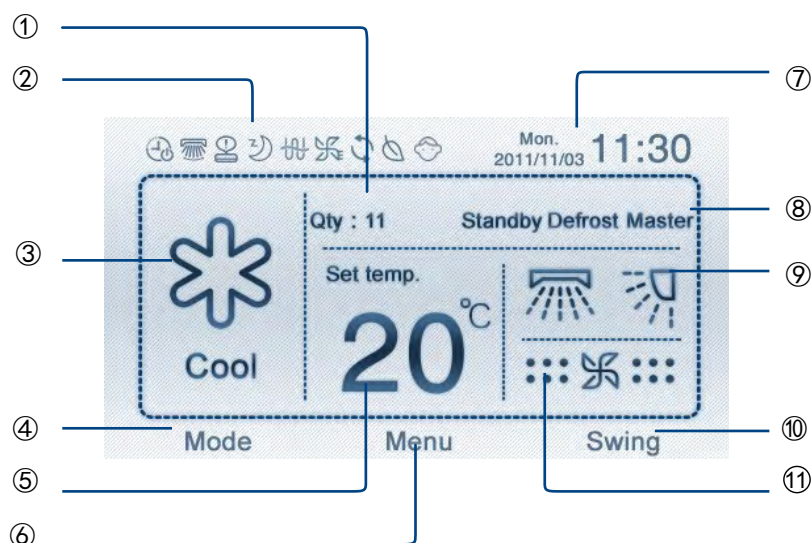 ①
②
⑦
Mon.
2011/11/03 11:30
Qty : 11 Standby Defrost Master
⑧
③
Set temp.
⑨
20°C
Cool
④
Mode Menu Swing
⑩
⑤
⑪
⑥